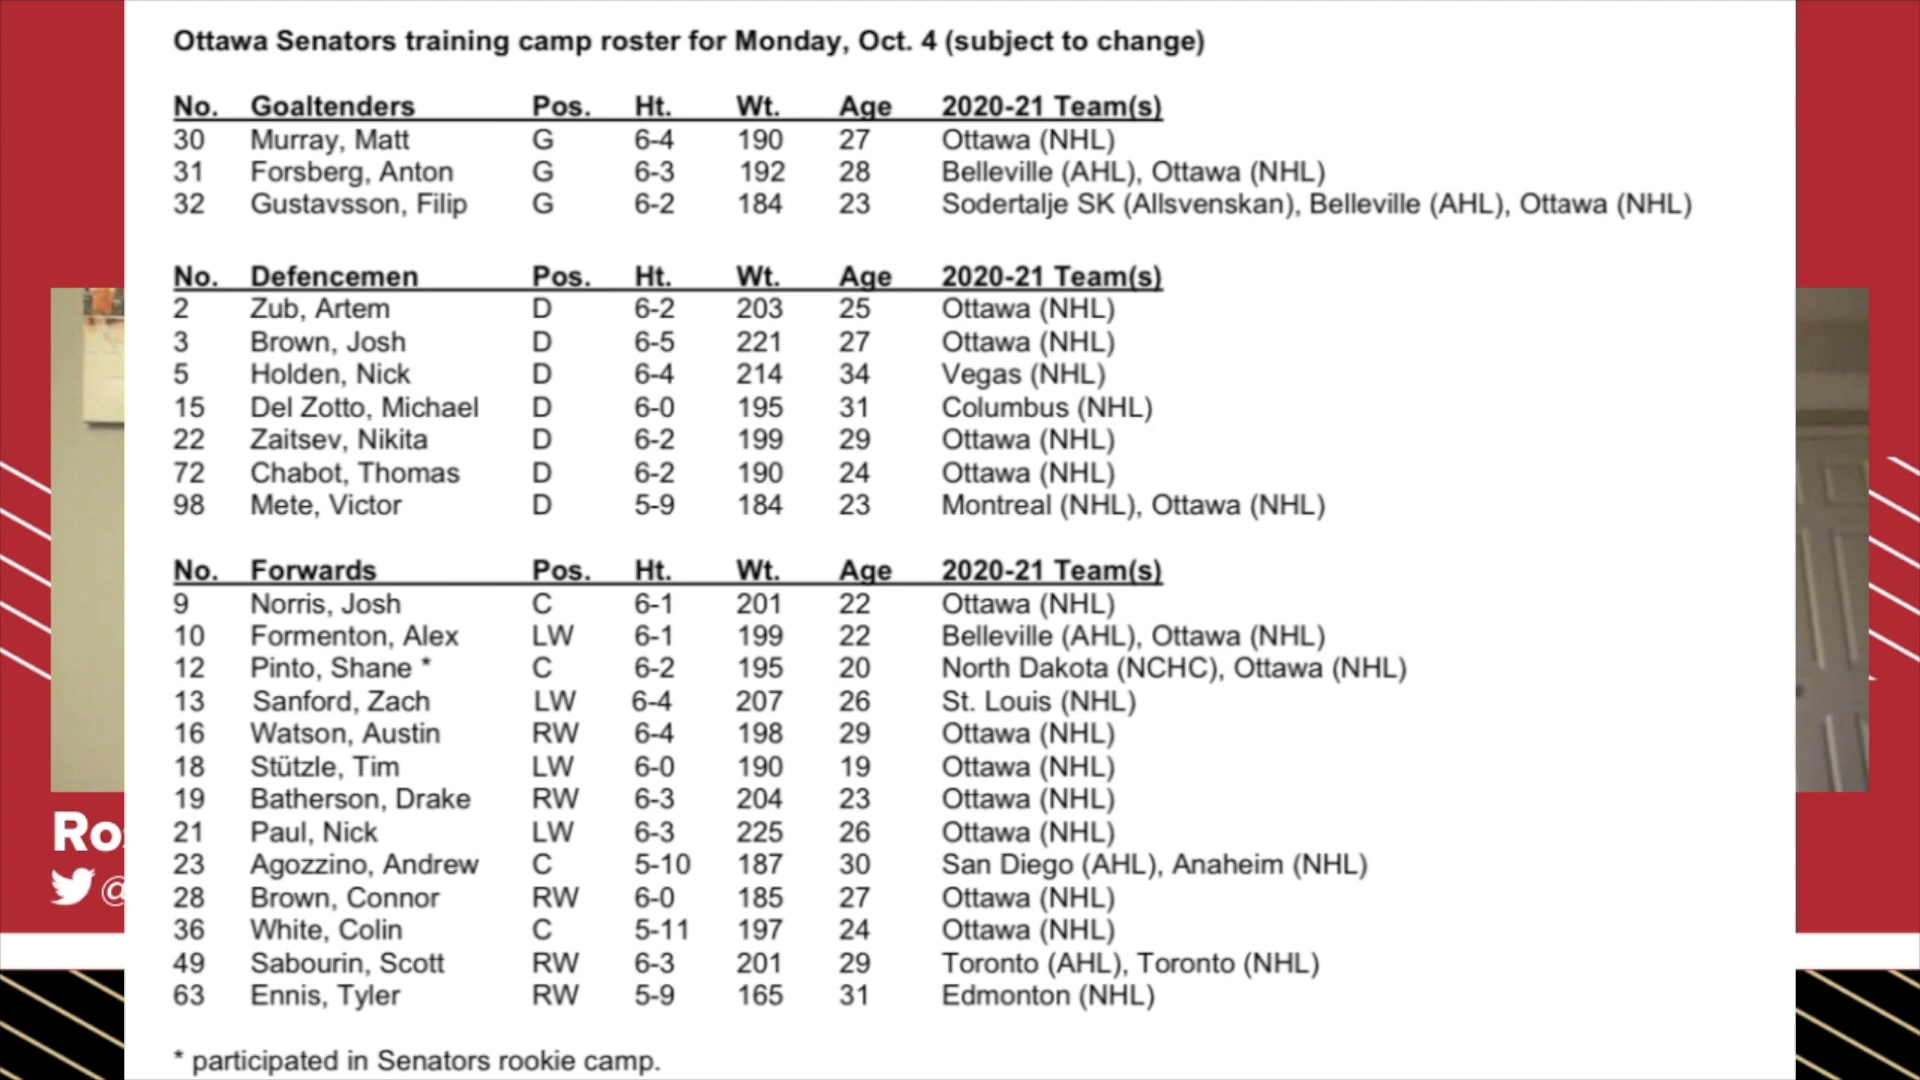 Ottawa Senators training camp roster for Monday, Oct. 4 (subject to change)
No. Goaltenders Pos. Ht. Wt. Age 2020-21 Team(s)
30 Murray, Matt G 6-4 190 27 Ottawa (NHL)
31 Forsberg, Anton G 6-3 192 28 Belleville (AHL), Ottawa (NHL)
32 Gustavsson, Filip G 6-2 184 23 Sodertalje SK (Allsvenskan), Belleville (AHL), Ottawa (NHL)
No. Defencemen Pos. Ht. Wt. Age 2020-21 Team(s)
2 Zub, Artem D 6-2 203 25 Ottawa (NHL)
3 Brown, Josh D 6-5 221 27 Ottawa (NHL)
5 Holden, Nick D 6-4 214 34 Vegas (NHL)
15 Del Zotto, Michael D 6-0 195 31 Columbus (NHL)
22 Zaitsev, Nikita D 6-2 199 29 Ottawa (NHL)
72 Chabot, Thomas D 6-2 190 24 Ottawa (NHL)
98 Mete, Victor D 5-9 184 23 Montreal (NHL), Ottawa (NHL)
No. Forwards Pos. Ht. Wt. Age 2020-21 Team(s)
9 Norris, Josh C 6-1 201 22 Ottawa (NHL)
10 Formenton, Alex LW 6-1 199 22 Belleville (AHL), Ottawa (NHL)
12 Pinto, Shane * C 6-2 195 20 North Dakota (NCHC), Ottawa (NHL)
13 Sanford, Zach LW 6-4 207 26 St. Louis (NHL)
16 Watson, Austin RW 6-4 198 29 Ottawa (NHL)
18 Stützle, Tim LW 6-0 190 19 Ottawa (NHL)
19 Batherson, Drake RW 6-3 204 23 Ottawa (NHL)
21 Paul, Nick LW 6-3 225 26 Ottawa (NHL)
23 Agozzino, Andrew C 5-10 187 30 San Diego (AHL), Anaheim (NHL)
28 Brown, Connor RW 6-0 185 27 Ottawa (NHL)
36 White, Colin C 5-11 197 24 Ottawa (NHL)
49 Sabourin, Scott RW 6-3 201 29 Toronto (AHL), Toronto (NHL)
63 Ennis, Tyler RW 5-9 165 31 Edmonton (NHL)
* participated in Senators rookie camp.